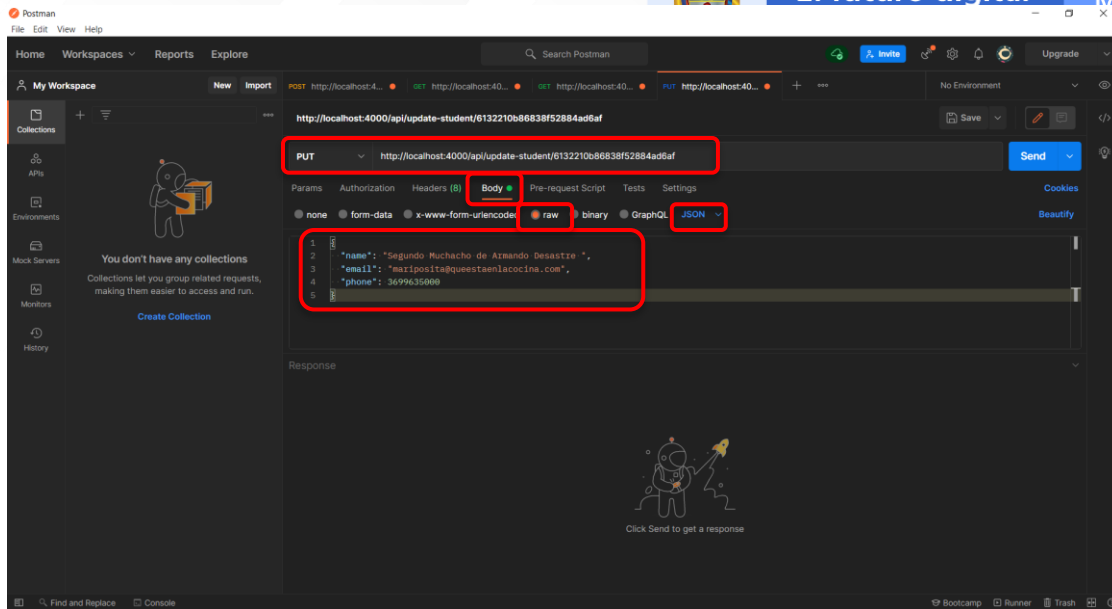 El futuro digital
Postman
File Edit View Help
Home Workspaces Reports Explore Search Postman Invite Upgrade
My Workspace New Import POST http://localhost:4... GET http://localhost:40... GET http://localhost:40... PUT http://localhost:40... + ooo No Environment
Collections
APIs
Environments
Mock Servers
Monitors
History
You don't have any collections
Collections let you group related requests,
making them easier to access and run.
Create Collection
http://localhost:4000/api/update-student/6132210b86838f52884ad6af Save
PUT http://localhost:4000/api/update-student/6132210b86838f52884ad6af Send
Params Authorization Headers (8) Body Pre-request Script Tests Settings Cookies
none form-data x-www-form-urlencoded raw binary GraphQL JSON Beautify
1 {
2 "name": "Segundo Muchacho de Armando Desastre ",
3 "email": "mariposita@queestaenlacocina.com",
4 "phone": 3699635000
5 }
Response
Click Send to get a response
Find and Replace Console Bootcamp Runner Trash